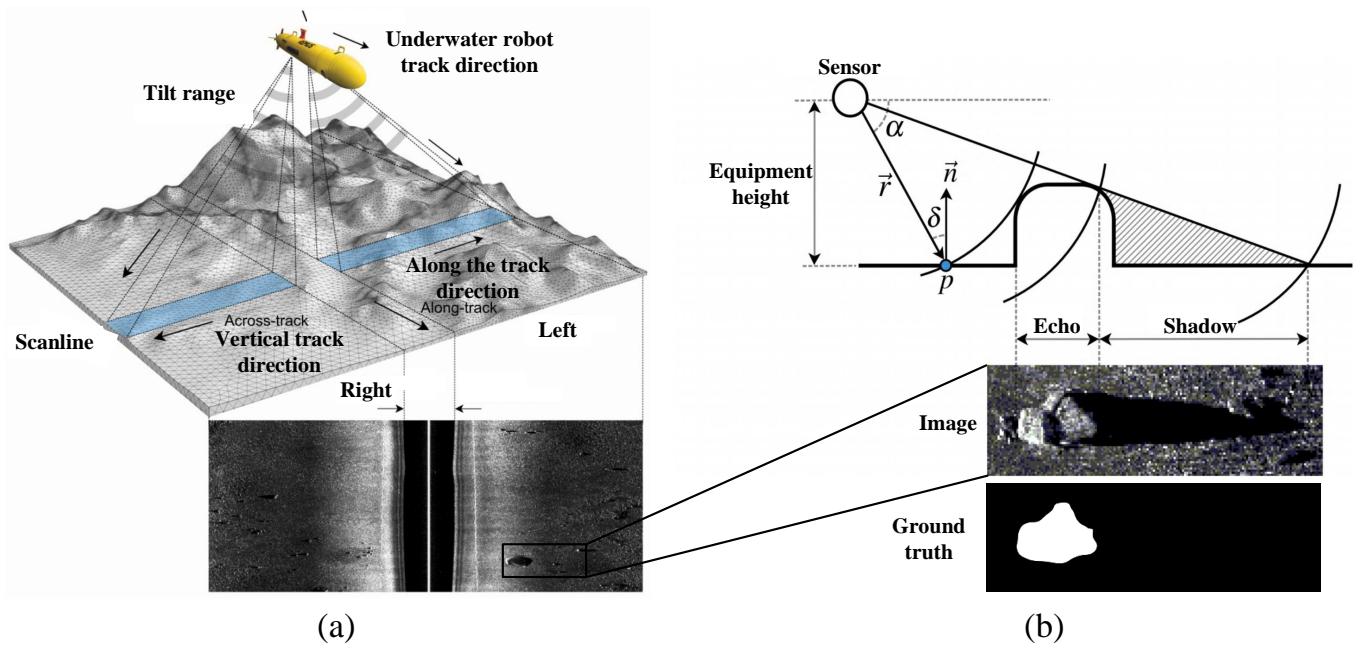 Underwater robot
track direction
Tilt range
Along the track
direction
Along-track
Across-track
Vertical track
direction
Scanline
Left
Right
(a)
Sensor
α
Equipment
height
r⃗
n⃗
δ
p
Echo
Shadow
Image
Ground
truth
(b)